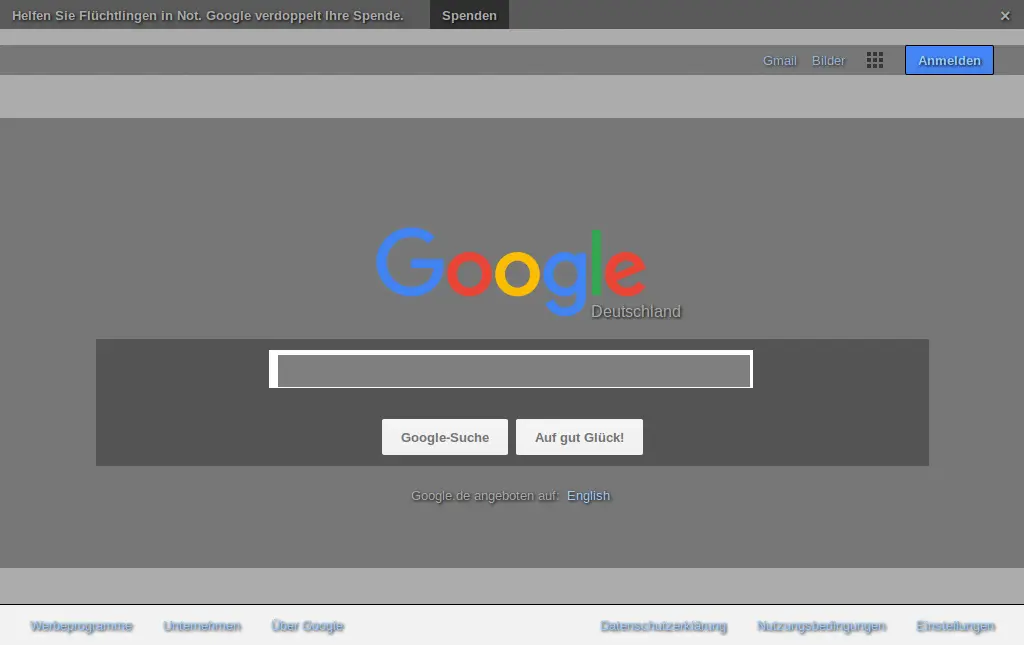 Helfen Sie Flüchtlingen in Not. Google verdoppelt Ihre Spende. Spenden ×
Gmail Bilder Anmelden
Google
Deutschland
Google-Suche Auf gut Glück!
Google.de angeboten auf: English
Werbeprogramme Unternehmen Über Google Datenschutzerklärung Nutzungsbedingungen Einstellungen